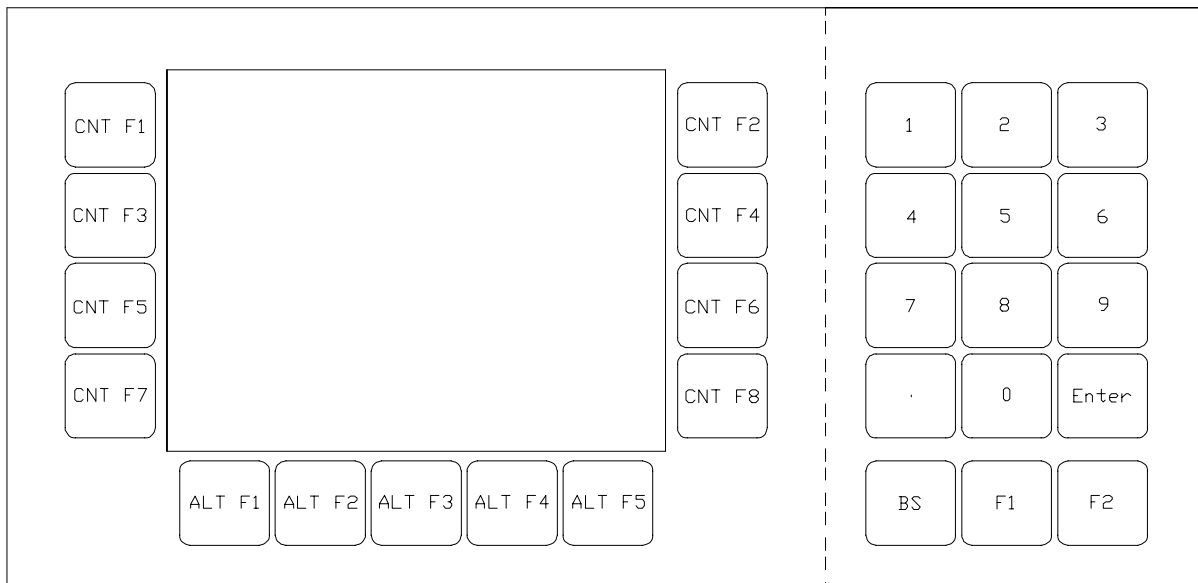 CNT F1
CNT F2
1 2 3
CNT F3
CNT F4
4 5 6
CNT F5
CNT F6
7 8 9
CNT F7
CNT F8
. 0 Enter
ALT F1 ALT F2 ALT F3 ALT F4 ALT F5
BS F1 F2